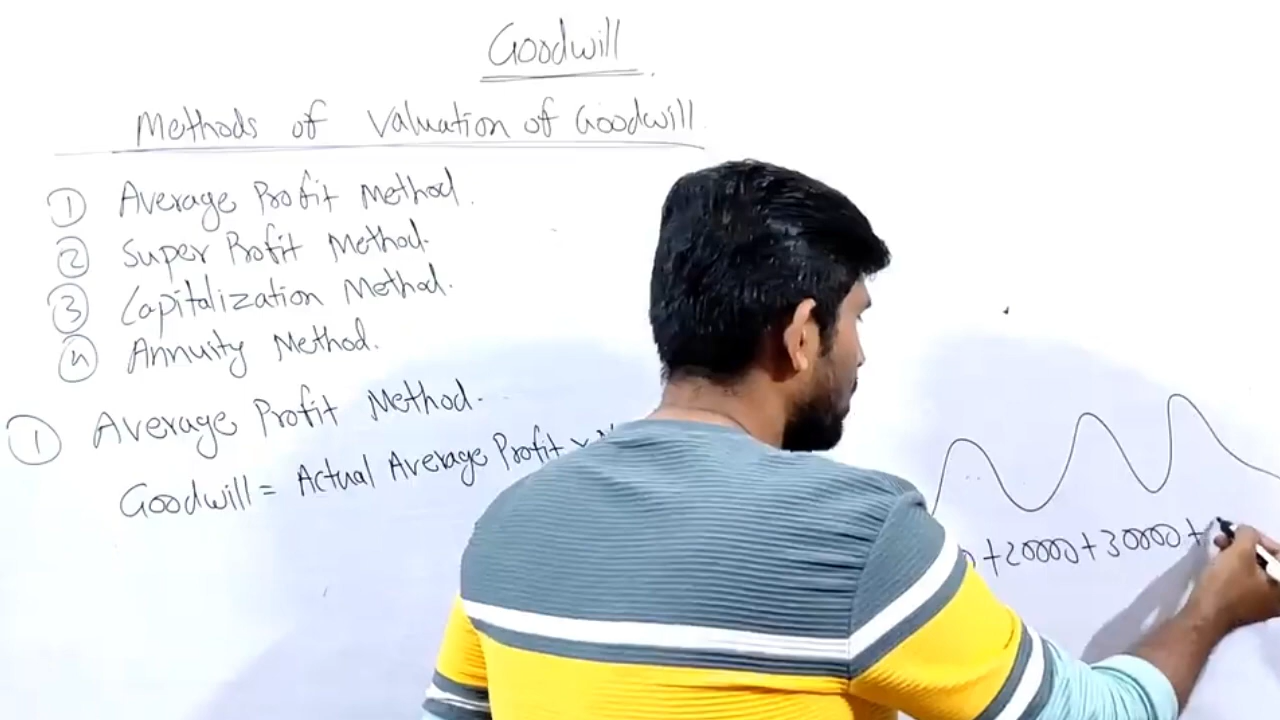 Goodwill
Methods of Valuation of Goodwill
① Average Profit Method.
② Super Profit Method.
③ Capitalization Method.
④ Annuity Method.
① Average Profit Method.
Goodwill = Actual Average Profit ×
+20000+30000+